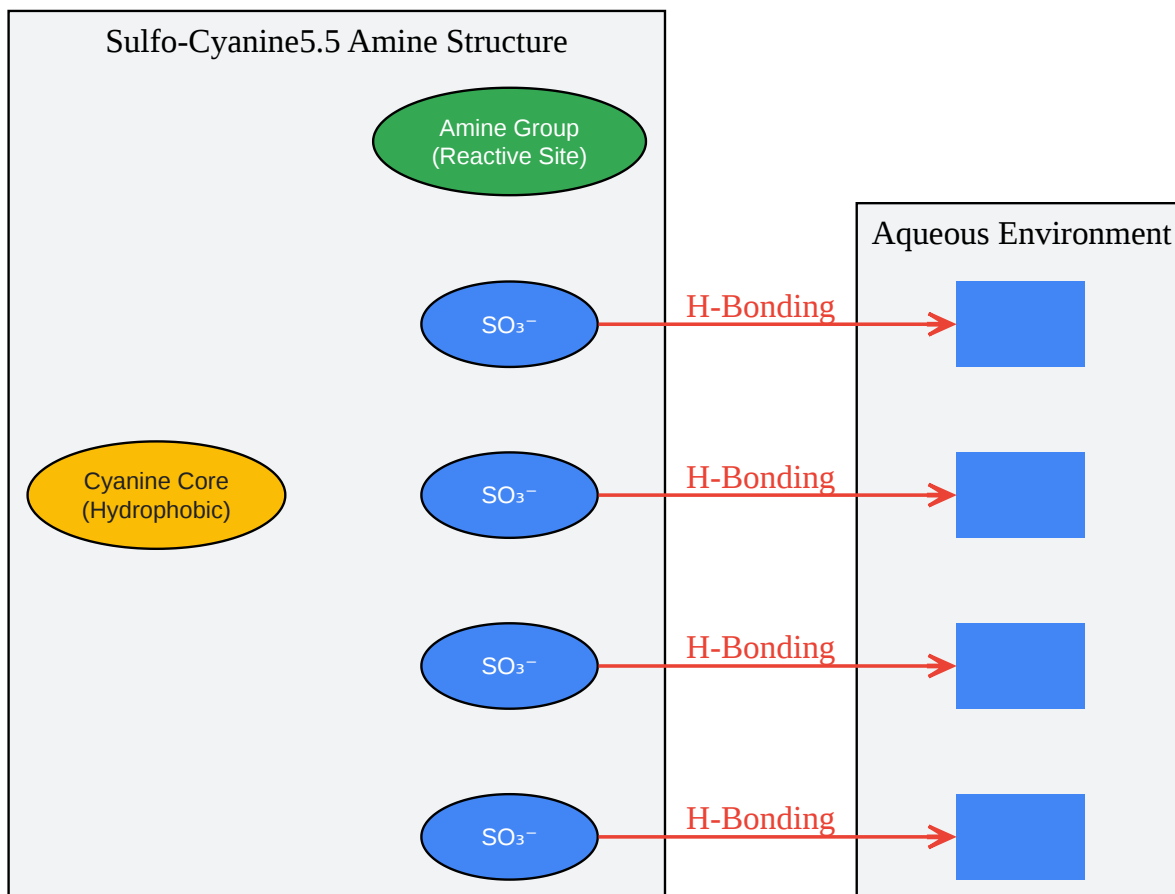 Sulfo-Cyanine5.5 Amine Structure
Amine Group
(Reactive Site)
Aqueous Environment
SO₃⁻
H-Bonding
Cyanine Core
(Hydrophobic)
SO₃⁻
H-Bonding
SO₃⁻
H-Bonding
SO₃⁻
H-Bonding